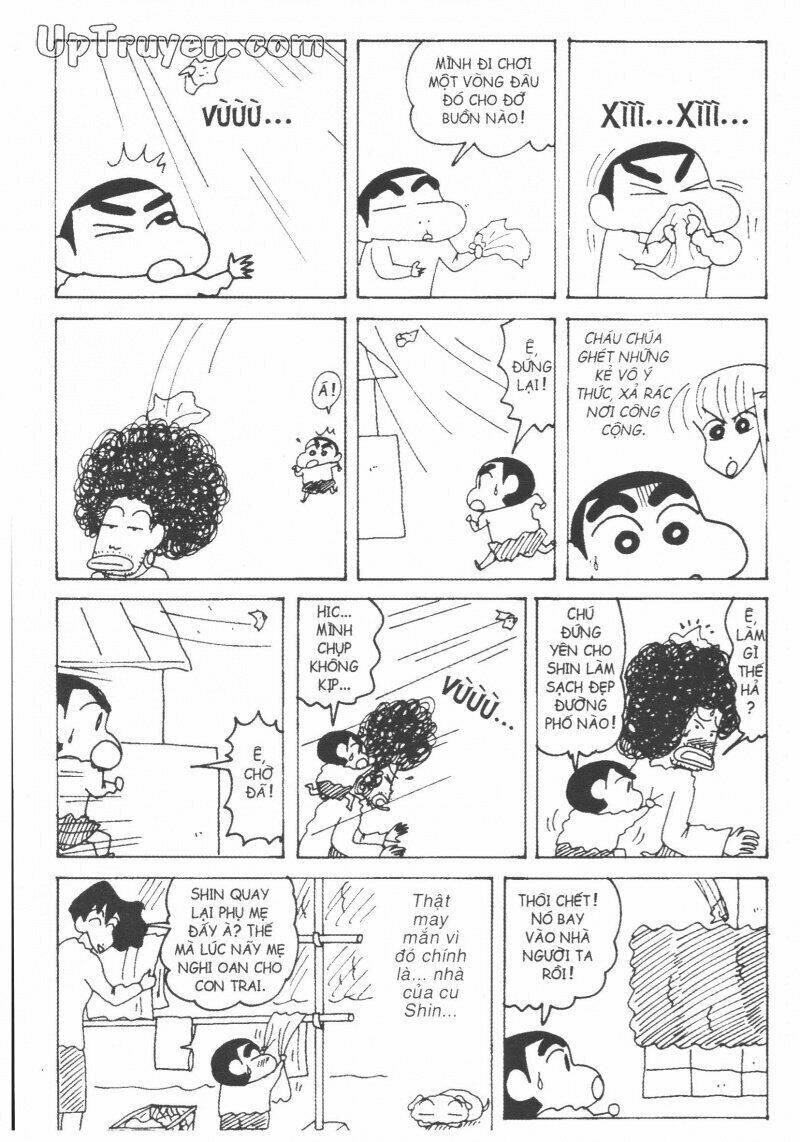 UpTruyen.com
XÌÌÌ...XÌÌÌ...
MÌNH ĐI CHƠI
MỘT VÒNG ĐÂU
ĐÓ CHO ĐỠ
BUỒN NÀO!
VÙÙÙ...
CHÁU CHÚA
GHÉT NHỮNG
KẺ VÔ Ý
THỨC, XẢ RÁC
NƠI CÔNG
CỘNG.
Ê,
ĐỨNG
LẠI!
Á!
Ê,
LÀM
GÌ
THẾ
HẢ
?
CHÚ
ĐỨNG
YÊN CHO
SHIN LÀM
SẠCH ĐẸP
ĐƯỜNG
PHỐ NÀO!
VÙÙÙ...
HIC...
MÌNH
CHỤP
KHÔNG
KỊP...
Ê,
CHỜ
ĐÃ!
THÔI CHẾT!
NÓ BAY
VÀO NHÀ
NGƯỜI TA
RỒI!
Thật
may
mắn vì
đó chính
là... nhà
của cu
Shin...
SHIN QUAY
LẠI PHỤ MẸ
ĐẤY À? THẾ
MÀ LÚC NÃY MẸ
NGHI OAN CHO
CON TRAI.